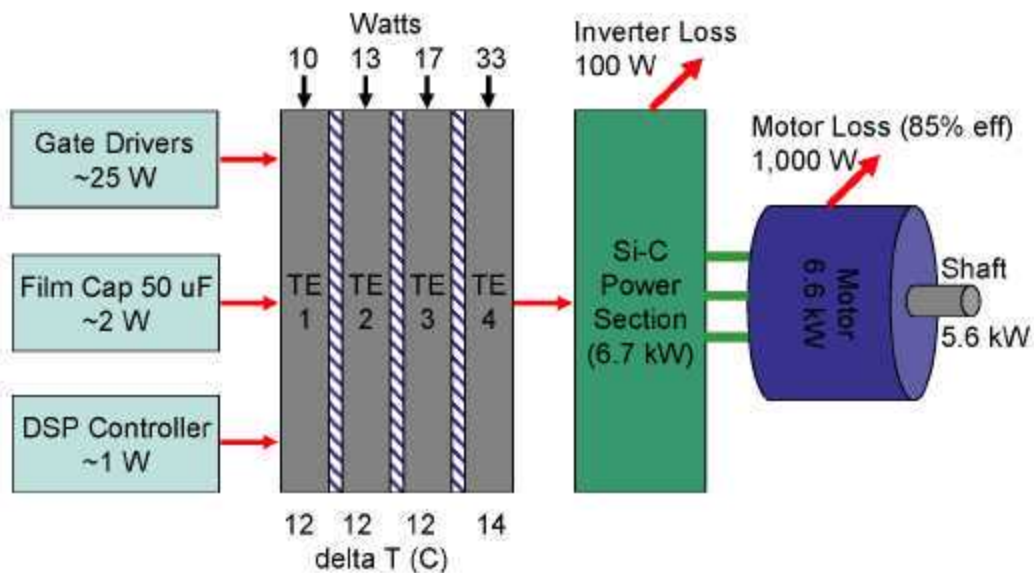 Watts
10 13 17 33
Inverter Loss
100 W
Motor Loss (85% eff)
1,000 W
Gate Drivers
~25 W
Film Cap 50 uF
~2 W
DSP Controller
~1 W
TE
1
TE
2
TE
3
TE
4
Si-C
Power
Section
(6.7 kW)
Motor
6.6 kW
Shaft
5.6 kW
12 12 12 14
delta T (C)